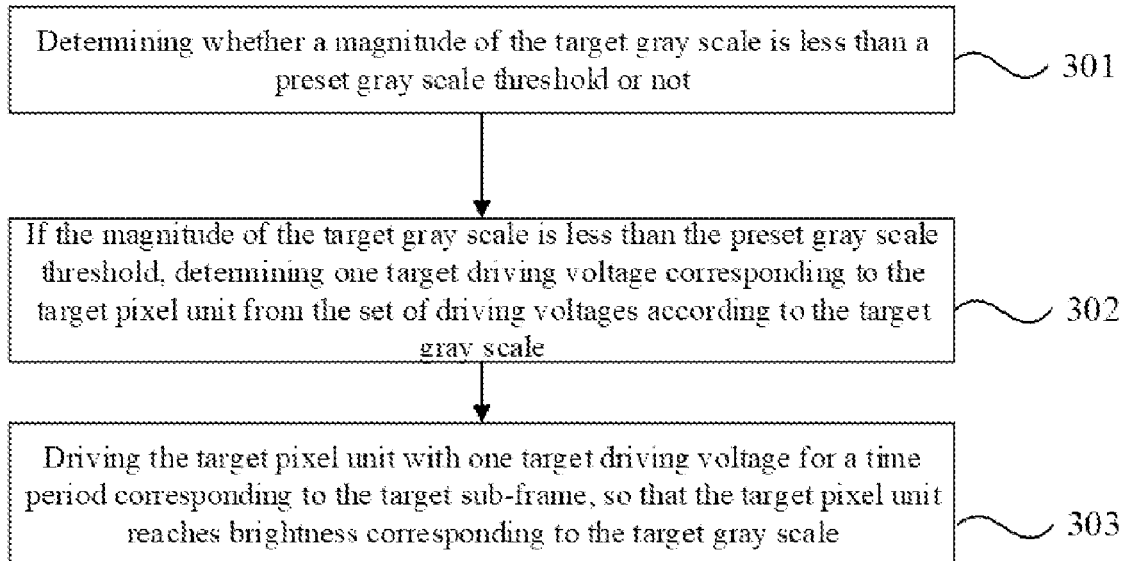 Determining whether a magnitude of the target gray scale is less than a
preset gray scale threshold or not
301
If the magnitude of the target gray scale is less than the preset gray scale
threshold, determining one target driving voltage corresponding to the
target pixel unit from the set of driving voltages according to the target
gray scale
302
Driving the target pixel unit with one target driving voltage for a time
period corresponding to the target sub-frame, so that the target pixel unit
reaches brightness corresponding to the target gray scale
303